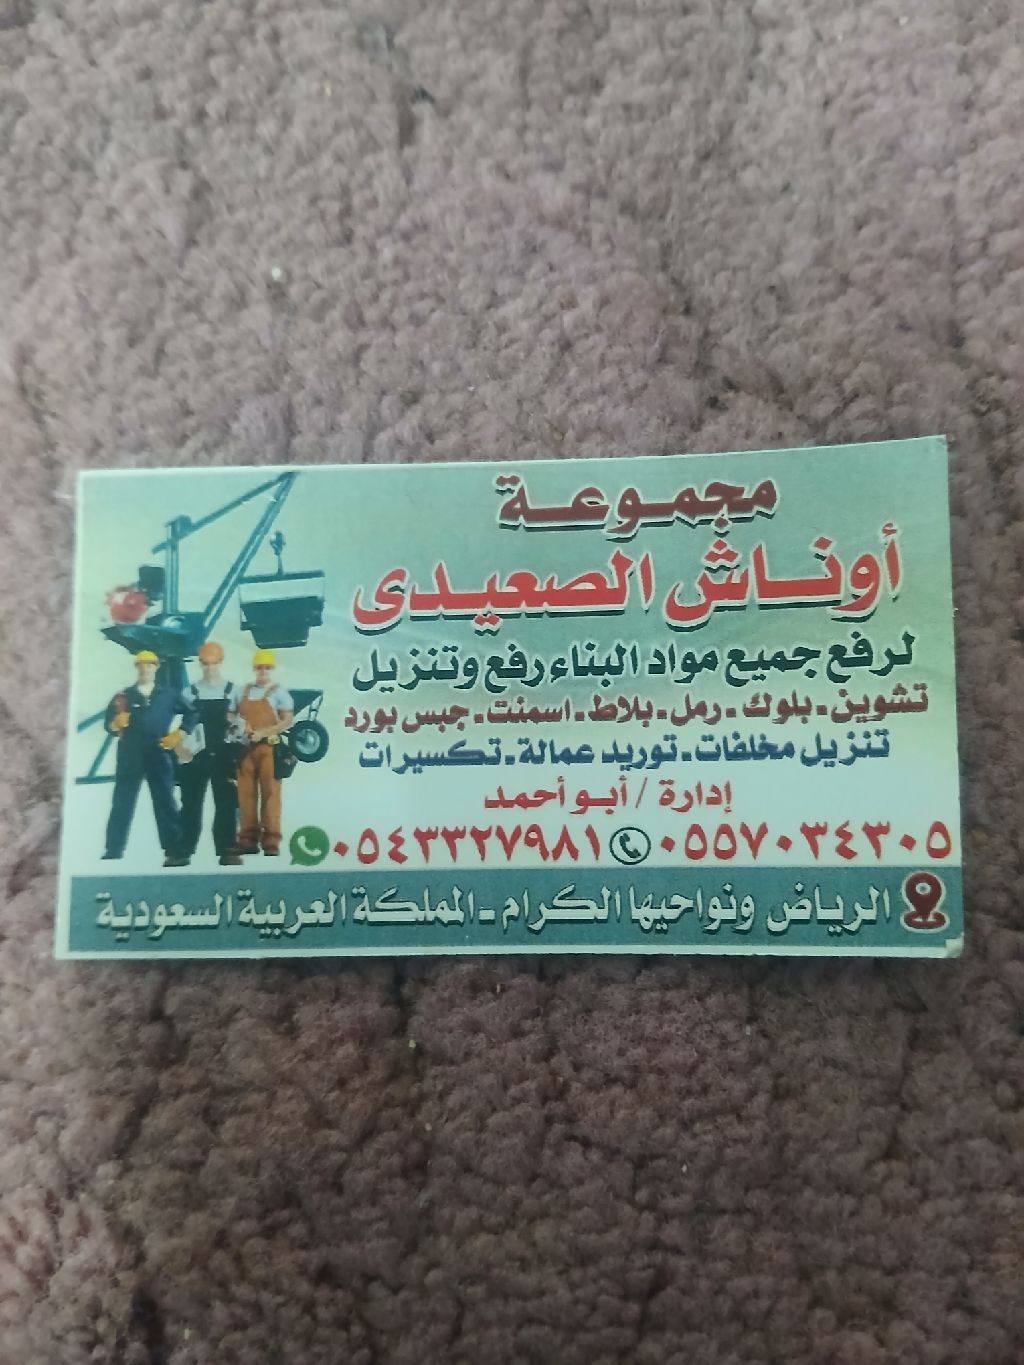 مجموعة
أوناش الصعيدى
لرفع جميع مواد البناء رفع وتنزيل
تشوين - بلوك - رمل - بلاط - اسمنت - جبس بورد
تنزيل مخلفات - توريد عمالة - تكسيرات
إدارة / أبو أحمد
٠٥٥٧٠٣٤٣٠٥ ٠٥٤٣٣٢٧٩٨١
الرياض ونواحيها الكرام - المملكة العربية السعودية